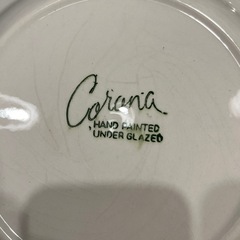 Corona
HAND PAINTED
UNDER GLAZED